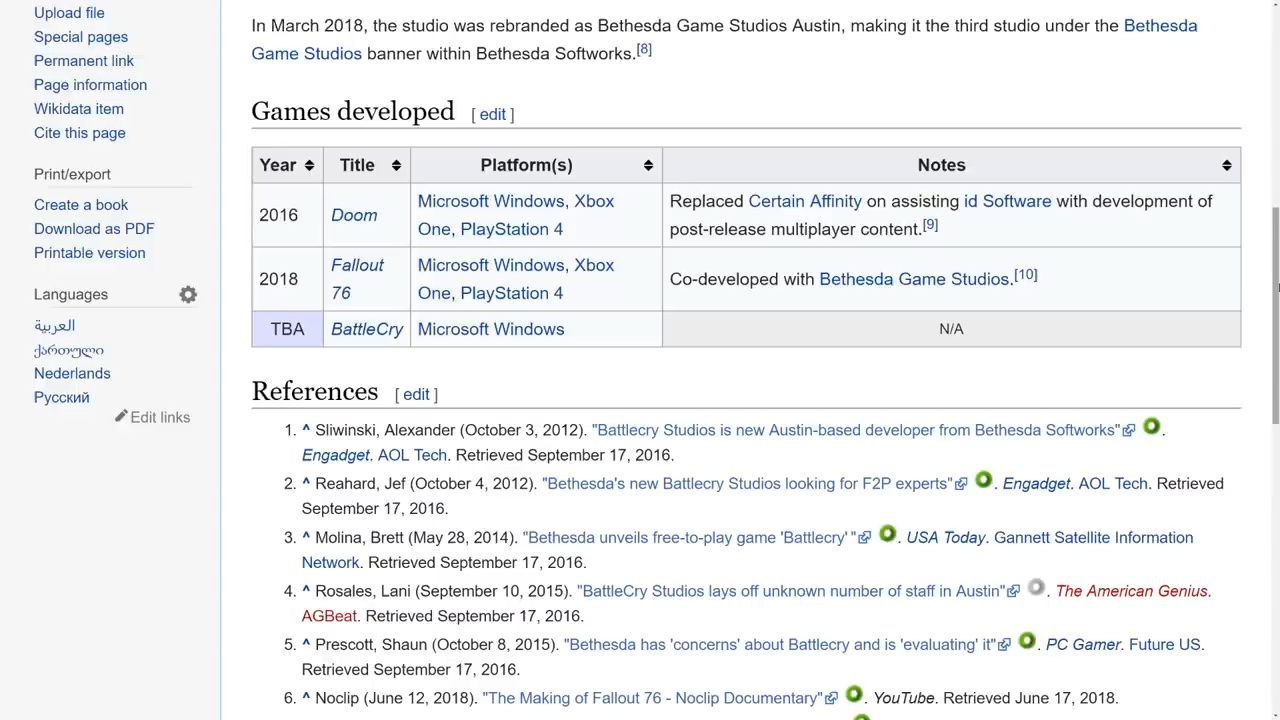 Upload file
Special pages
Permanent link
Page information
Wikidata item
Cite this page
Print/export
Create a book
Download as PDF
Printable version
Languages
العربية
ქართული
Nederlands
Русский
Edit links
In March 2018, the studio was rebranded as Bethesda Game Studios Austin, making it the third studio under the Bethesda
Game Studios banner within Bethesda Softworks.[8]
Games developed [ edit ]
Year Title Platform(s) Notes
2016 Doom Microsoft Windows, Xbox One, PlayStation 4 Replaced Certain Affinity on assisting id Software with development of post-release multiplayer content.[9]
2018 Fallout 76 Microsoft Windows, Xbox One, PlayStation 4 Co-developed with Bethesda Game Studios.[10]
TBA BattleCry Microsoft Windows N/A
References [ edit ]
1. ^ Sliwinski, Alexander (October 3, 2012). "Battlecry Studios is new Austin-based developer from Bethesda Softworks" .
Engadget. AOL Tech. Retrieved September 17, 2016.
2. ^ Reahard, Jef (October 4, 2012). "Bethesda's new Battlecry Studios looking for F2P experts" . Engadget. AOL Tech. Retrieved
September 17, 2016.
3. ^ Molina, Brett (May 28, 2014). "Bethesda unveils free-to-play game 'Battlecry' " . USA Today. Gannett Satellite Information
Network. Retrieved September 17, 2016.
4. ^ Rosales, Lani (September 10, 2015). "BattleCry Studios lays off unknown number of staff in Austin" . The American Genius.
AGBeat. Retrieved September 17, 2016.
5. ^ Prescott, Shaun (October 8, 2015). "Bethesda has 'concerns' about Battlecry and is 'evaluating' it" . PC Gamer. Future US.
Retrieved September 17, 2016.
6. ^ Noclip (June 12, 2018). "The Making of Fallout 76 - Noclip Documentary" . YouTube. Retrieved June 17, 2018.